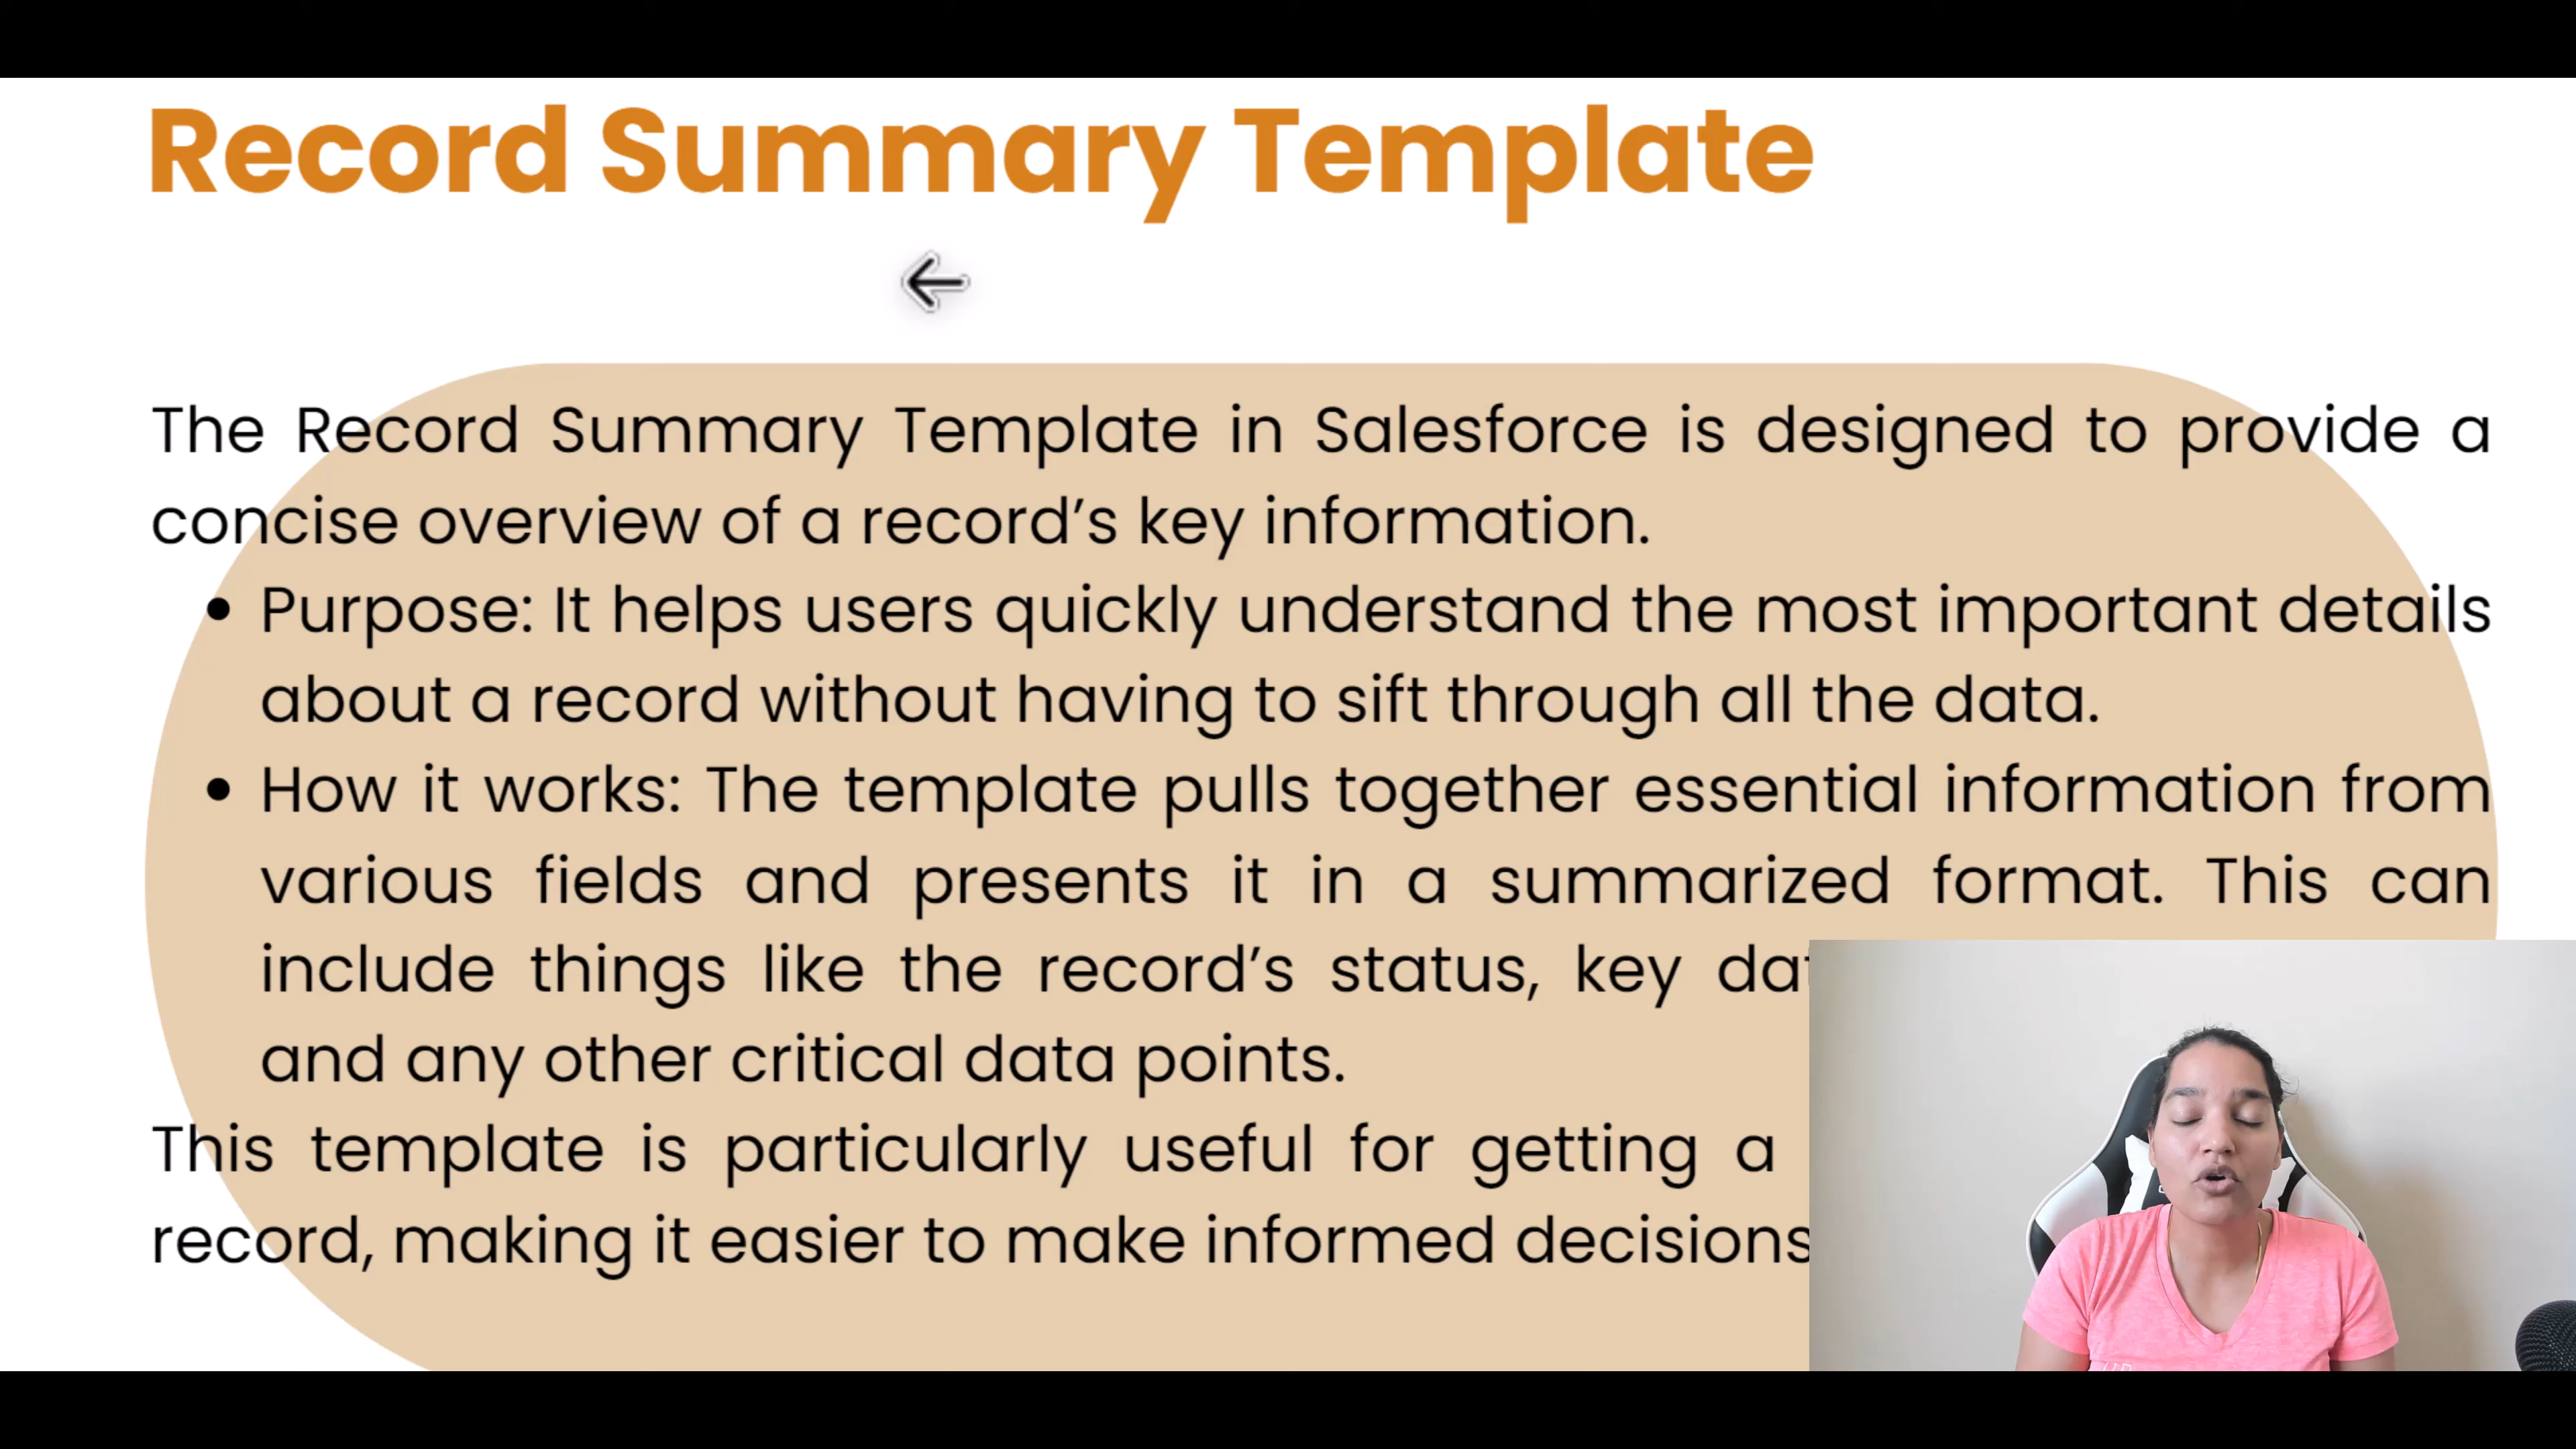 Record Summary Template
The Record Summary Template in Salesforce is designed to provide a
concise overview of a record’s key information.
• Purpose: It helps users quickly understand the most important details
about a record without having to sift through all the data.
• How it works: The template pulls together essential information from
various fields and presents it in a summarized format. This can
include things like the record’s status, key
and any other critical data points.
This template is particularly useful for getting a
record, making it easier to make informed decisions